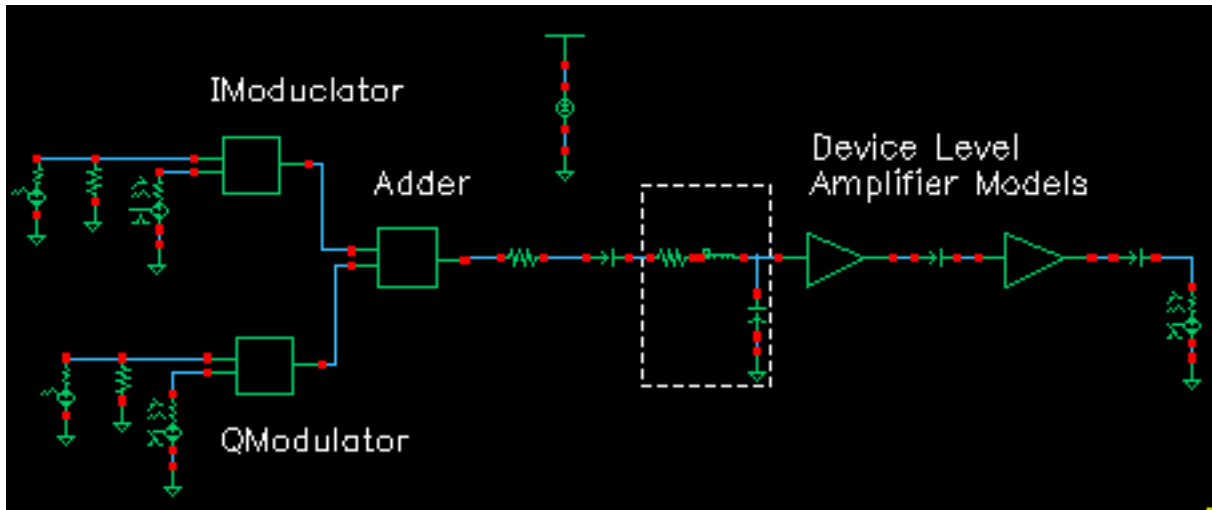 IModuclator
Adder
QModulator
Device Level
Amplifier Models